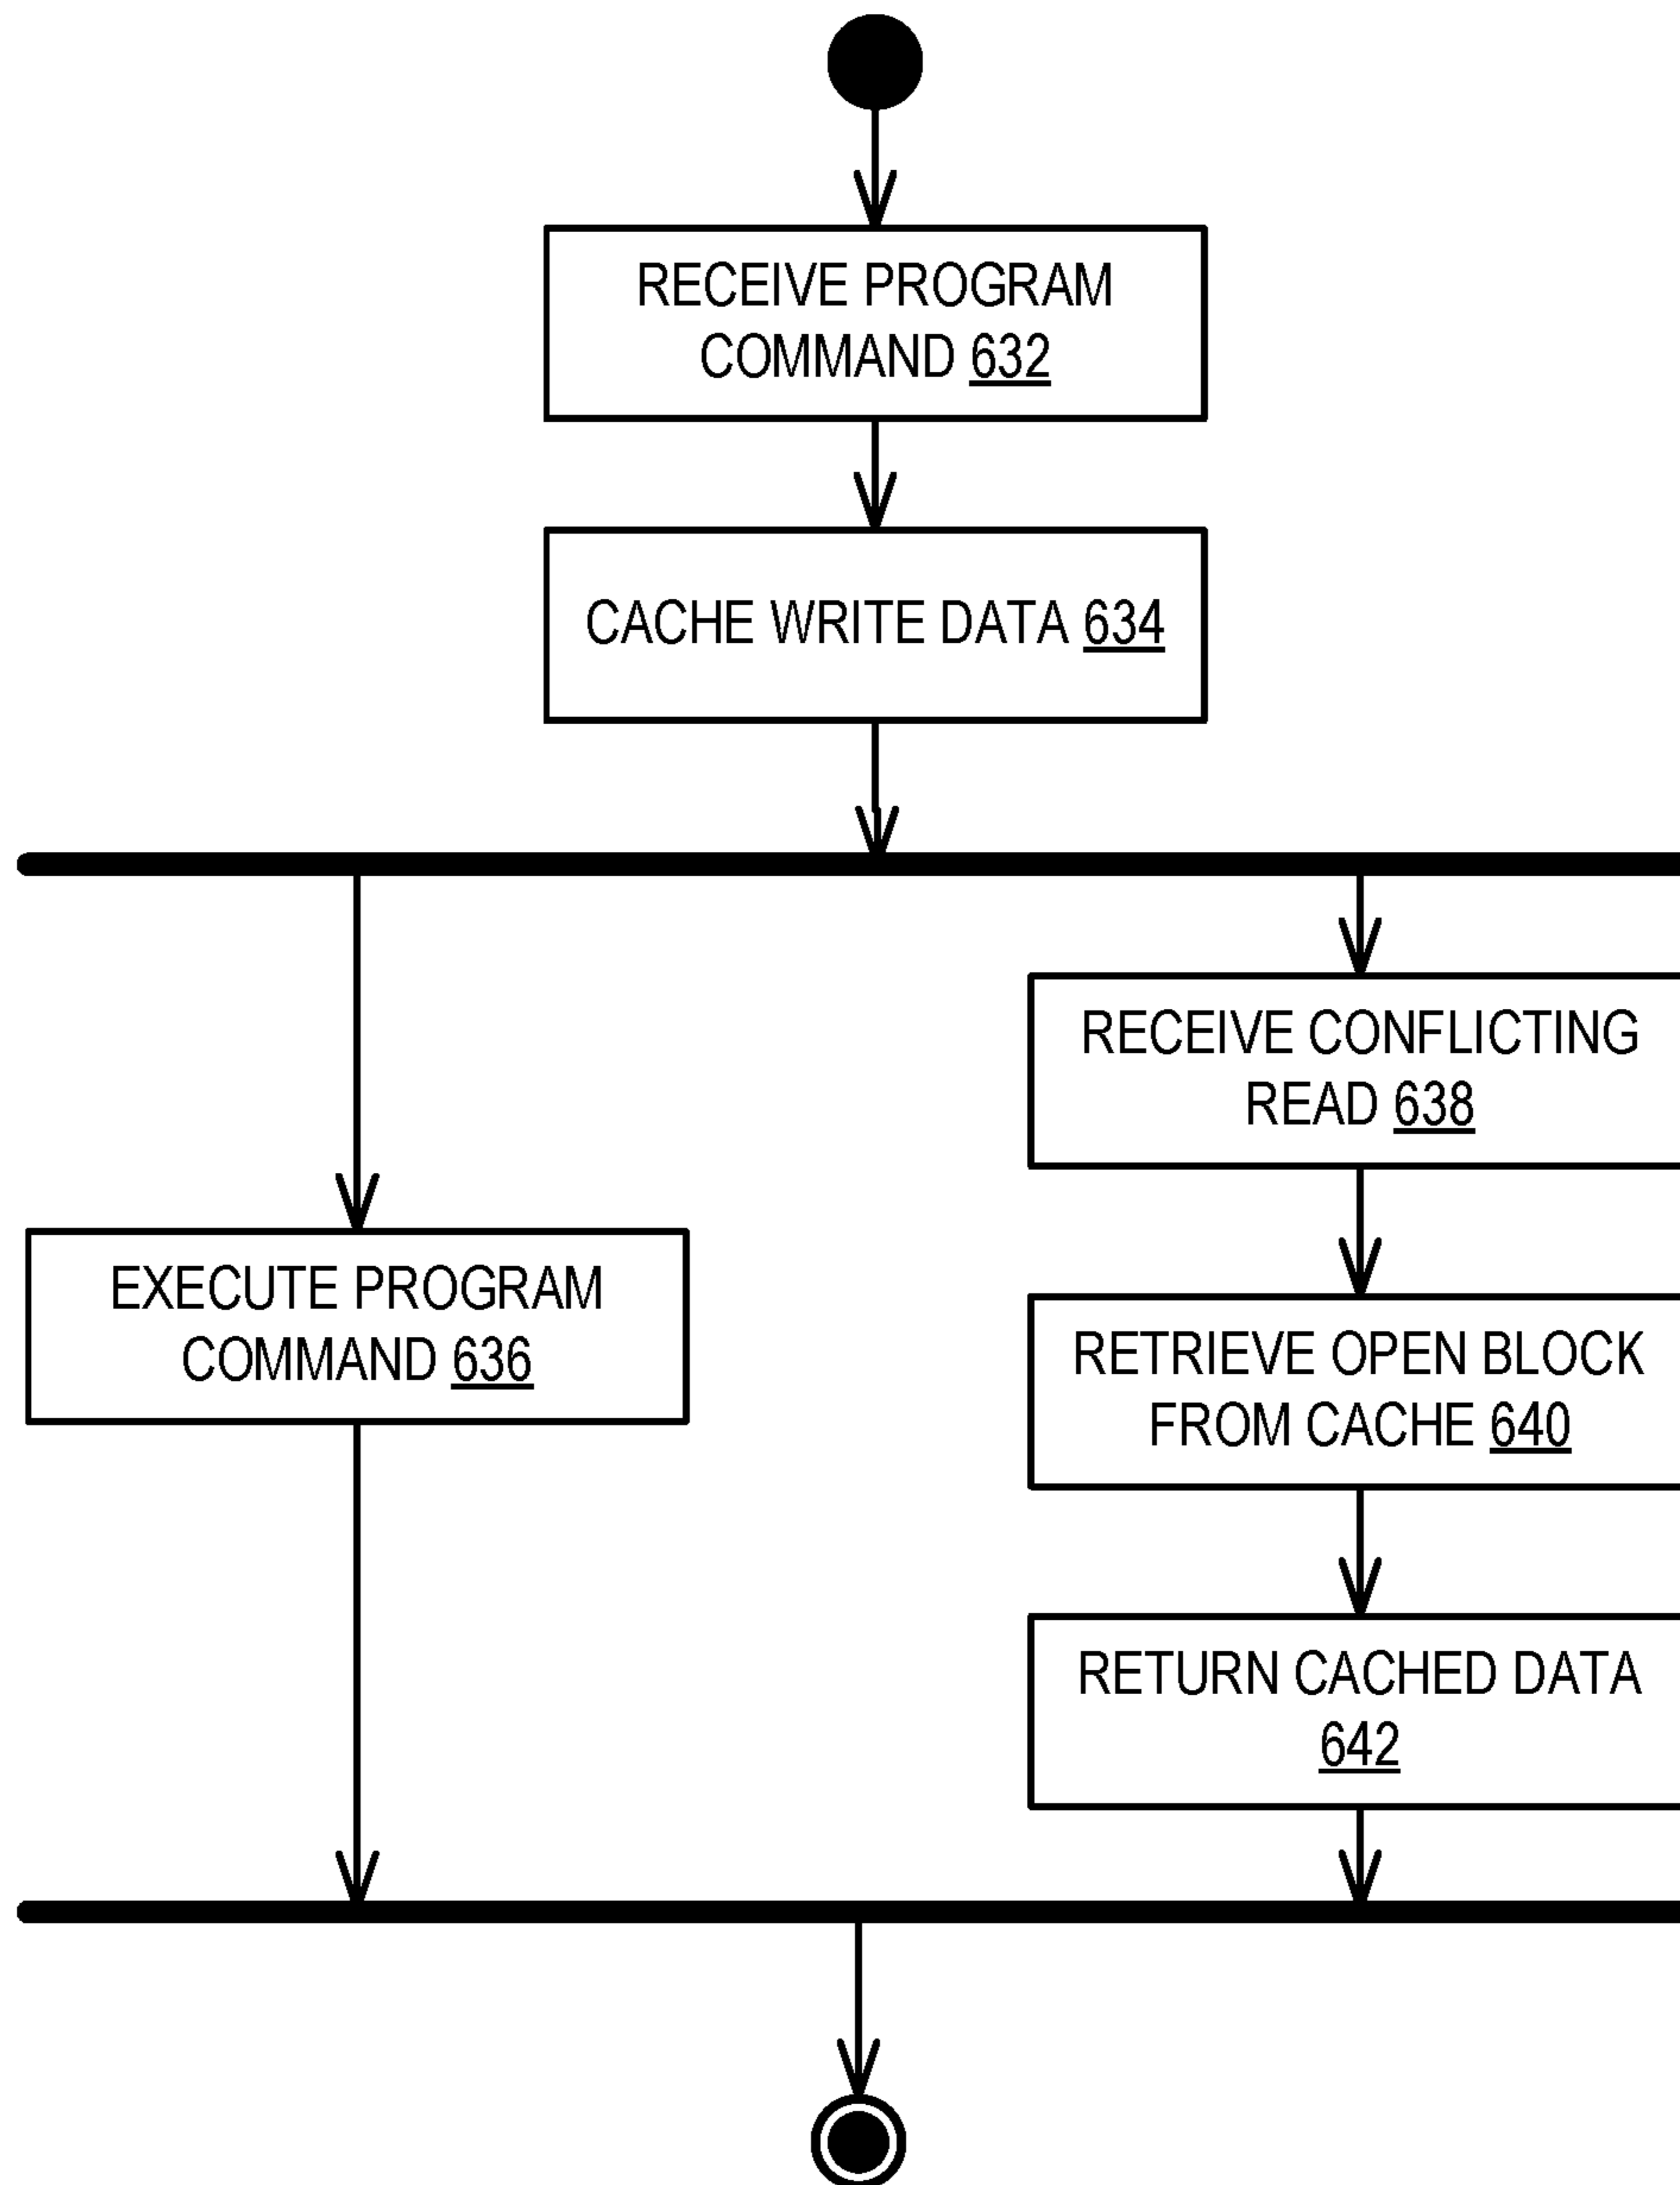 RECEIVE PROGRAM
COMMAND 632
CACHE WRITE DATA 634
EXECUTE PROGRAM
COMMAND 636
RECEIVE CONFLICTING
READ 638
RETRIEVE OPEN BLOCK
FROM CACHE 640
RETURN CACHED DATA
642